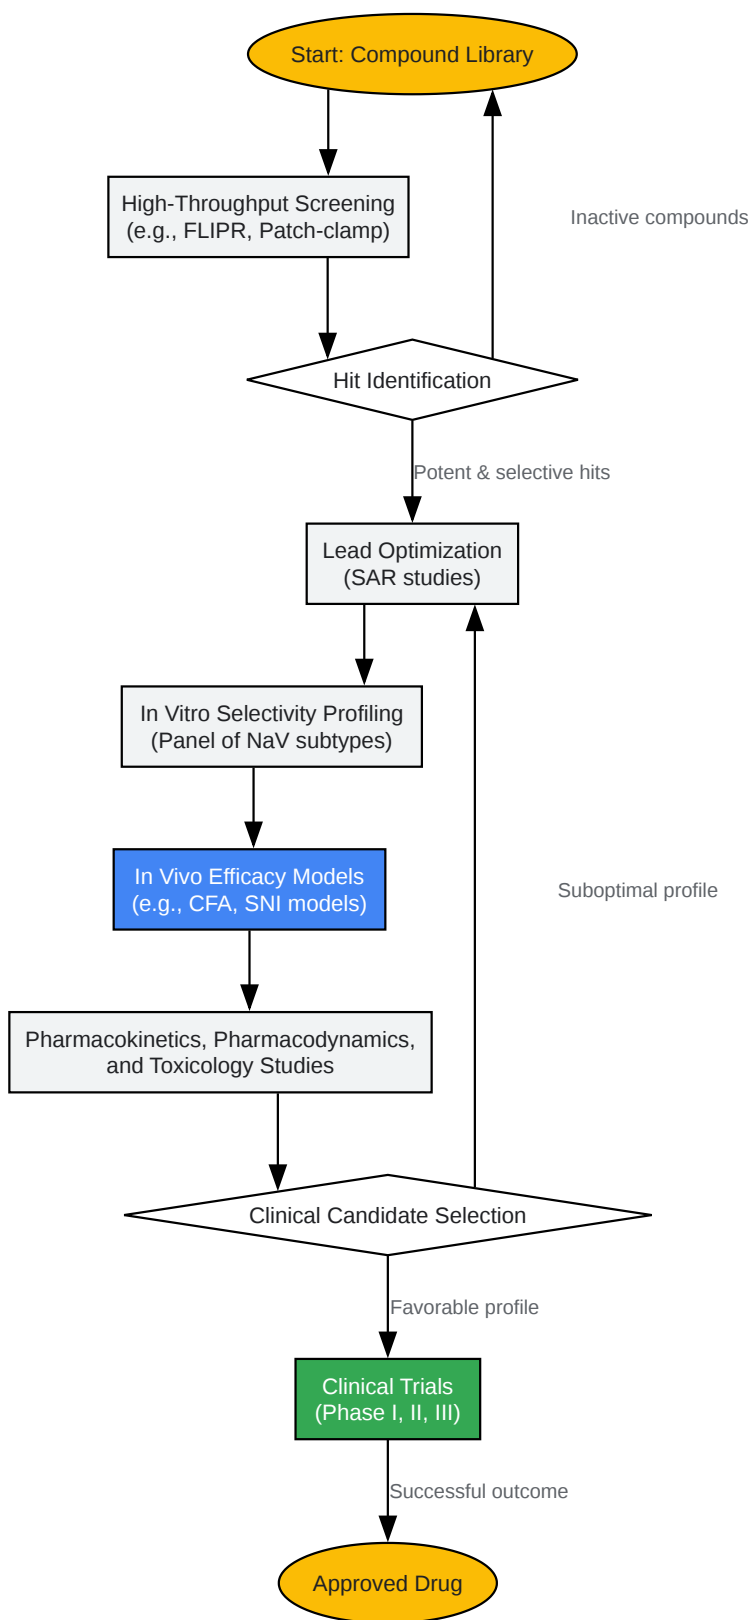 Start: Compound Library
High-Throughput Screening
(e.g., FLIPR, Patch-clamp)
Inactive compounds
Hit Identification
Potent & selective hits
Lead Optimization
(SAR studies)
In Vitro Selectivity Profiling
(Panel of NaV subtypes)
In Vivo Efficacy Models
(e.g., CFA, SNI models)
Suboptimal profile
Pharmacokinetics, Pharmacodynamics,
and Toxicology Studies
Clinical Candidate Selection
Favorable profile
Clinical Trials
(Phase I, II, III)
Successful outcome
Approved Drug